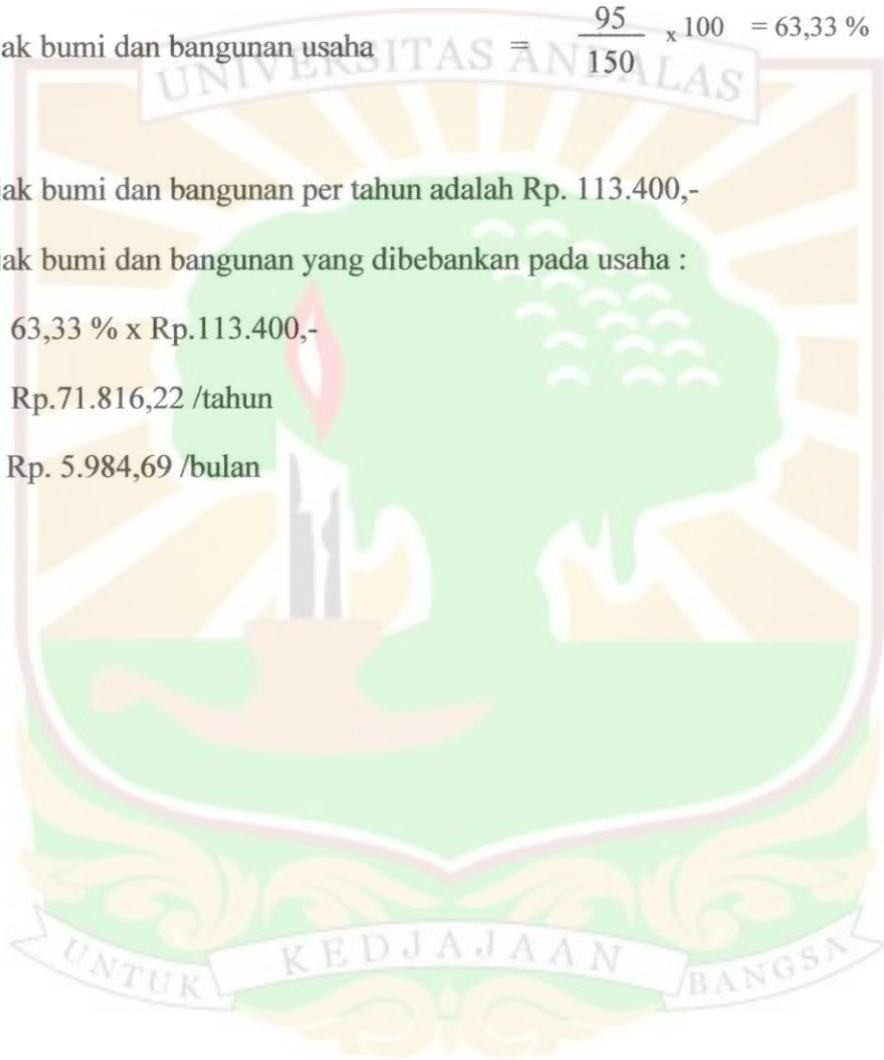 ak bumi dan bangunan usaha = 95/150 x 100 = 63,33 %
UNIVERSITAS ANDALAS
ak bumi dan bangunan per tahun adalah Rp. 113.400,-
ak bumi dan bangunan yang dibebankan pada usaha :
63,33 % x Rp.113.400,-
Rp.71.816,22 /tahun
Rp. 5.984,69 /bulan
UNTUK KEDJAJAAN BANGSA